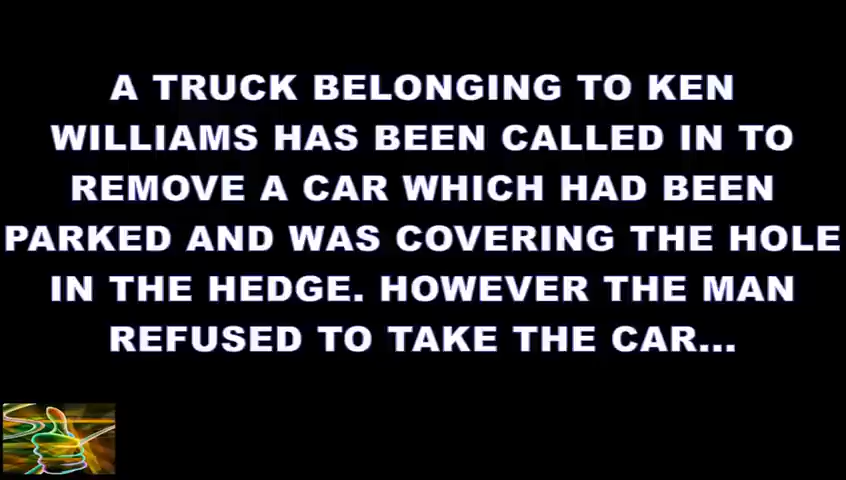 A TRUCK BELONGING TO KEN
WILLIAMS HAS BEEN CALLED IN TO
REMOVE A CAR WHICH HAD BEEN
PARKED AND WAS COVERING THE HOLE
IN THE HEDGE. HOWEVER THE MAN
REFUSED TO TAKE THE CAR...